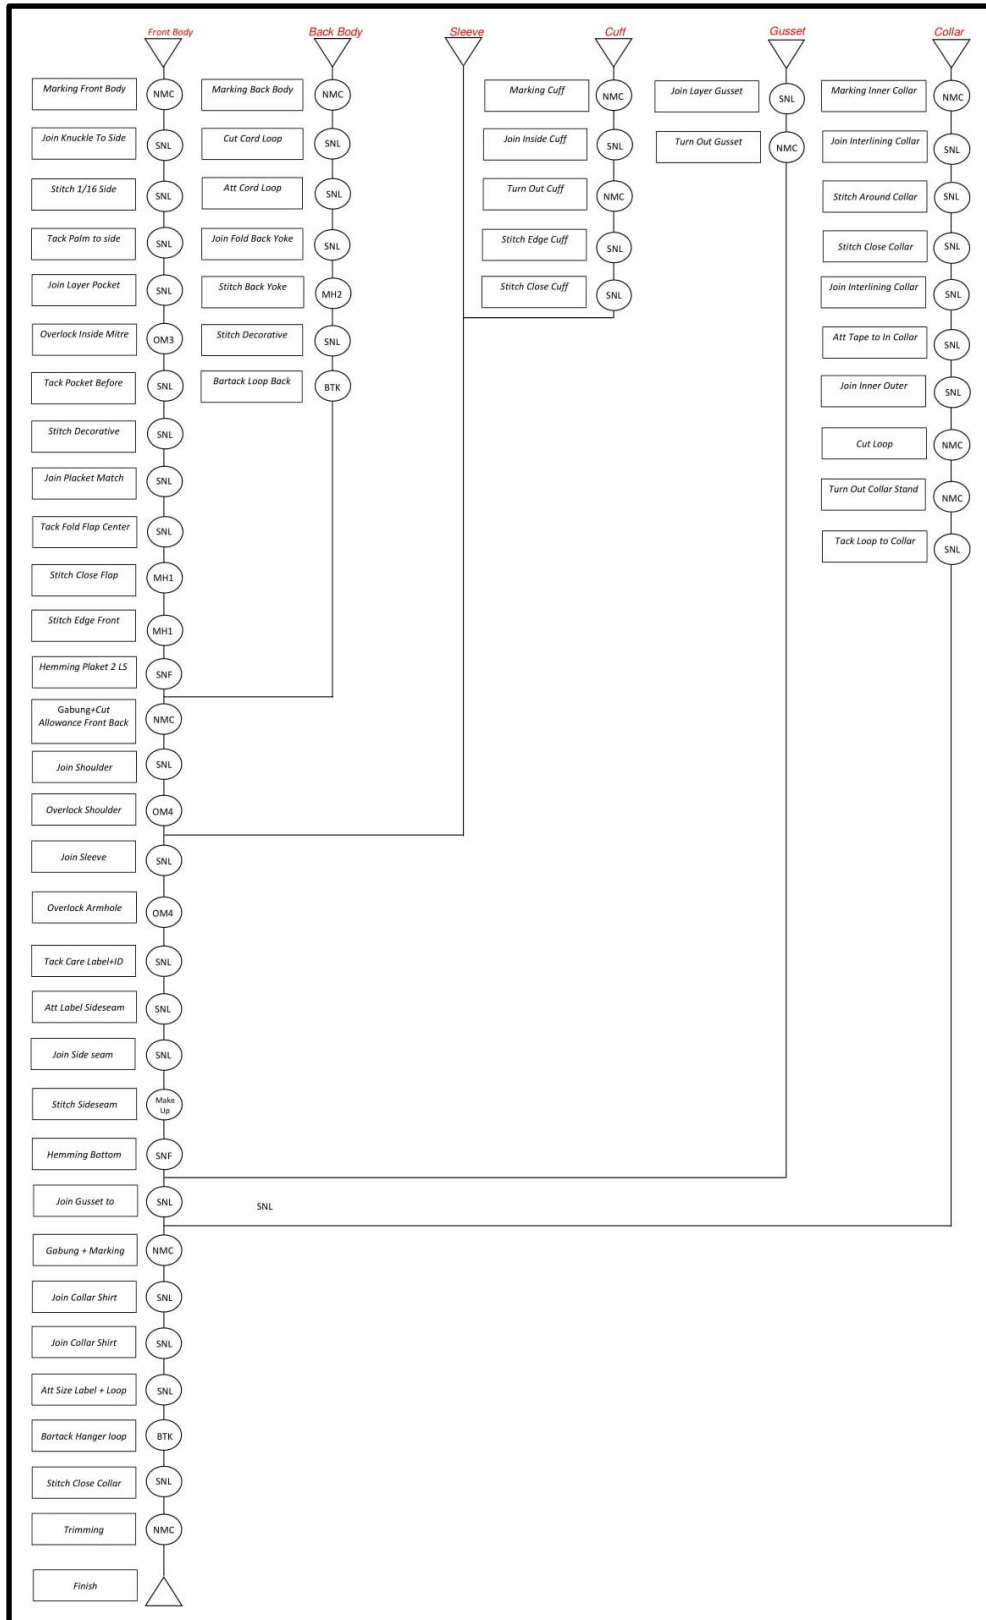 Front Body
Back Body
Sleeve
Cuff
Gusset
Collar
Marking Front Body
NMC
Join Knuckle To Side
SNL
Stitch 1/16 Side
SNL
Tack Palm to side
SNL
Join Layer Pocket
SNL
Overlock Inside Mitre
OM3
Tack Pocket Before
SNL
Stitch Decorative
SNL
Join Placket Match
SNL
Tack Fold Flap Center
SNL
Stitch Close Flap
MH1
Stitch Edge Front
MH1
Hemming Plaket 2 LS
SNF
Gabung+Cut
Allowance Front Back
NMC
Join Shoulder
SNL
Overlock Shoulder
OM4
Join Sleeve
SNL
Overlock Armhole
OM4
Tack Care Label+ID
SNL
Att Label Sideseam
SNL
Join Side seam
SNL
Stitch Sideseam
Make
Up
Hemming Bottom
SNF
Join Gusset to
SNL
SNL
Gabung + Marking
NMC
Join Collar Shirt
SNL
Join Collar Shirt
SNL
Att Size Label + Loop
SNL
Bartack Hanger loop
BTK
Stitch Close Collar
SNL
Trimming
NMC
Finish
Marking Back Body
NMC
Cut Cord Loop
SNL
Att Cord Loop
SNL
Join Fold Back Yoke
SNL
Stitch Back Yoke
MH2
Stitch Decorative
SNL
Bartack Loop Back
BTK
Marking Cuff
NMC
Join Inside Cuff
SNL
Turn Out Cuff
NMC
Stitch Edge Cuff
SNL
Stitch Close Cuff
SNL
Join Layer Gusset
SNL
Turn Out Gusset
NMC
Marking Inner Collar
NMC
Join Interlining Collar
SNL
Stitch Around Collar
SNL
Stitch Close Collar
SNL
Join Interlining Collar
SNL
Att Tape to In Collar
SNL
Join Inner Outer
SNL
Cut Loop
NMC
Turn Out Collar Stand
NMC
Tack Loop to Collar
SNL